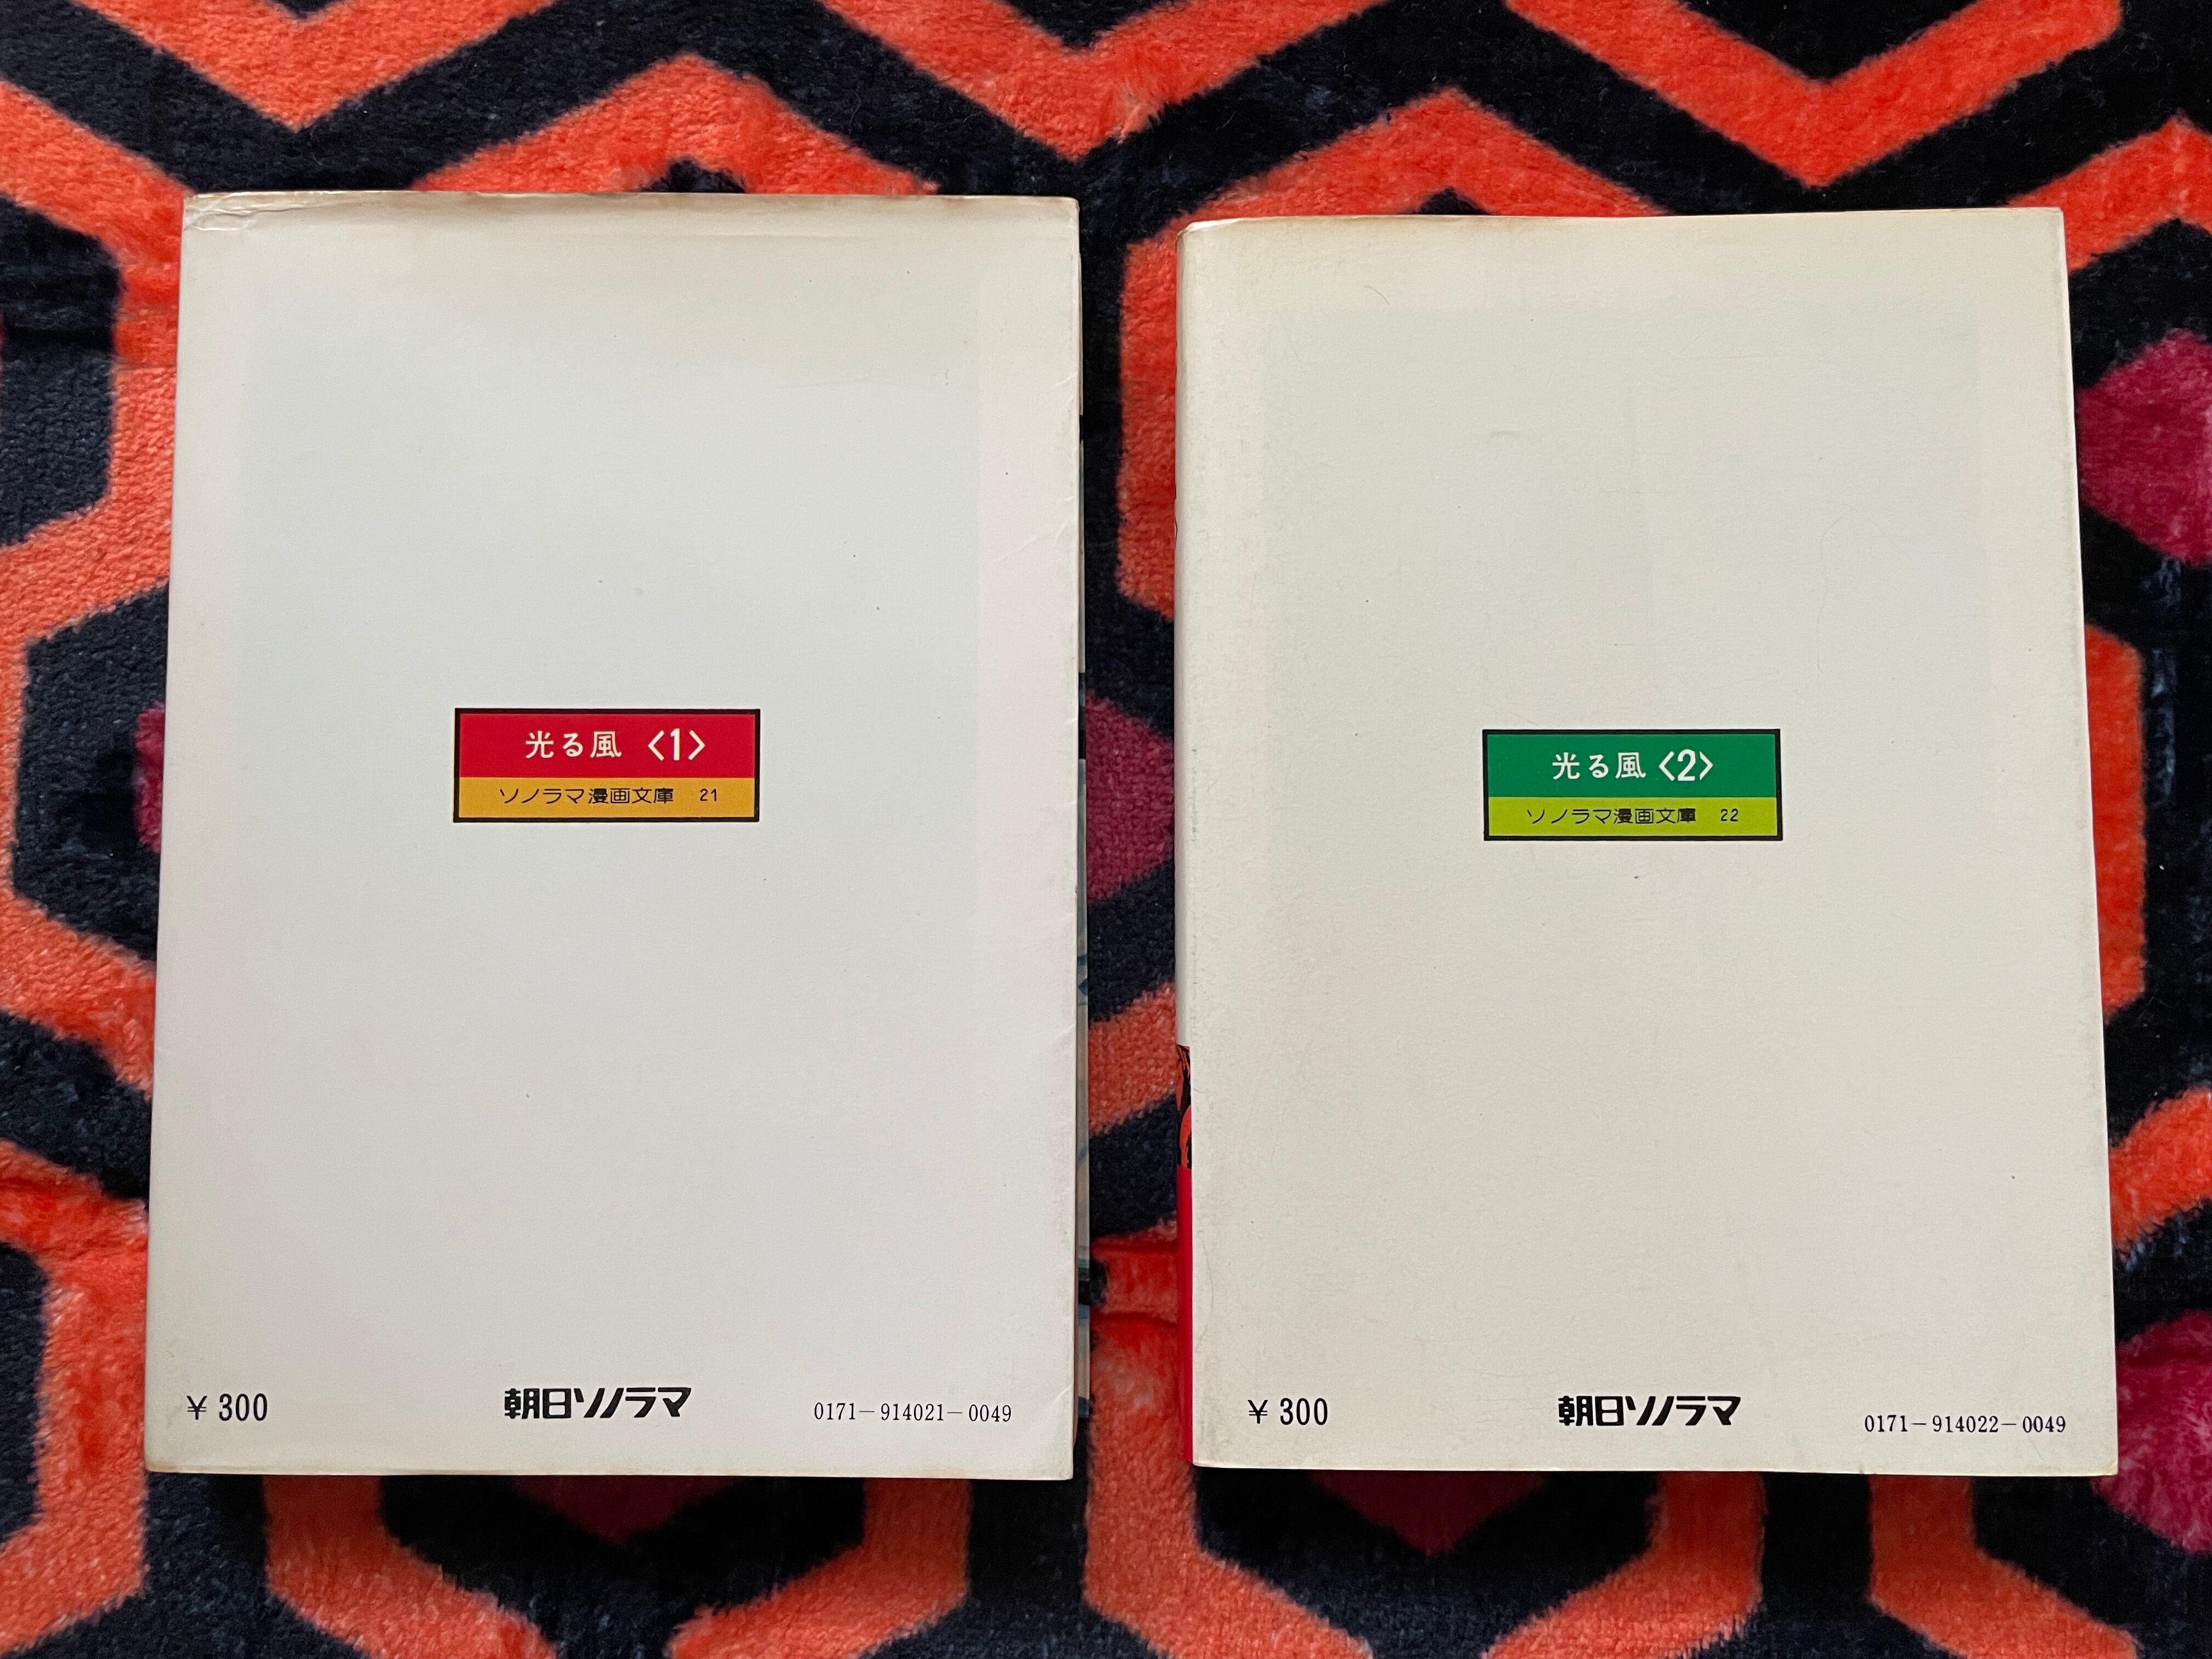 光る風 〈1〉
ソノラマ漫画文庫 21
¥ 300
朝日ソノラマ
0171-914021-0049
光る風 〈2〉
ソノラマ漫画文庫 22
¥ 300
朝日ソノラマ
0171-914022-0049